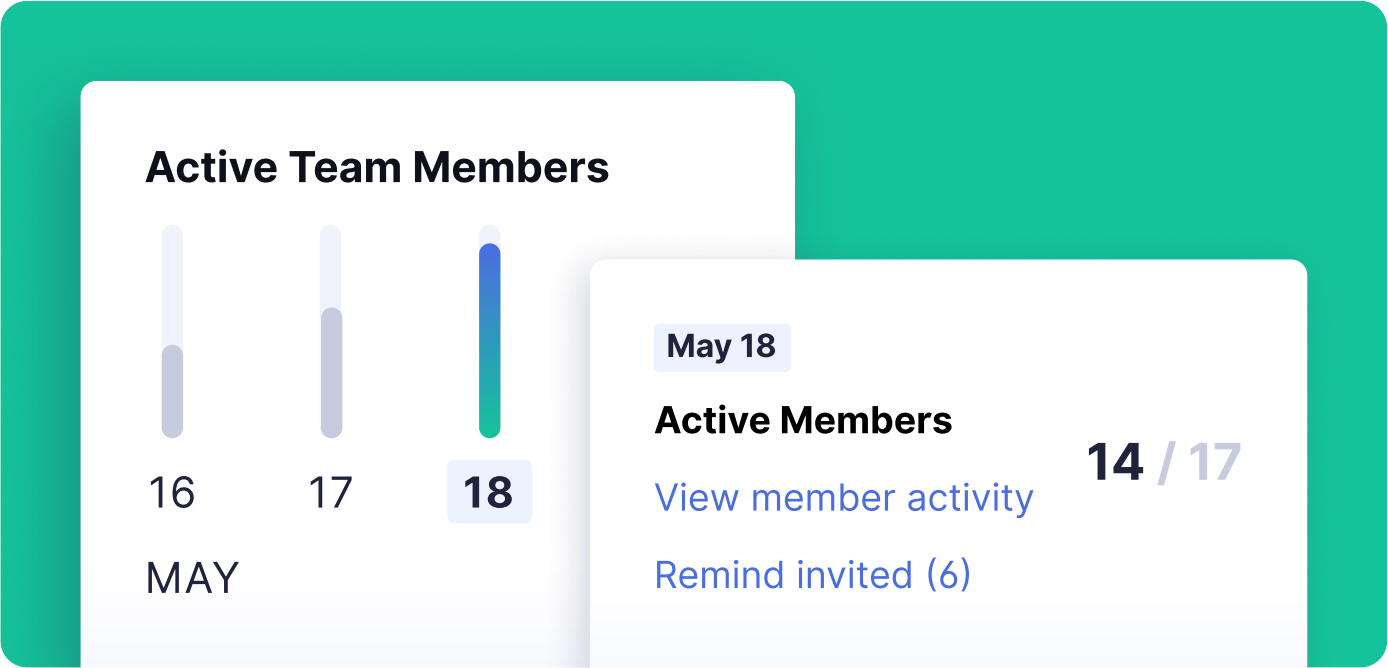 Active Team Members
16 17 18
MAY
May 18
Active Members
14 / 17
View member activity
Remind invited (6)